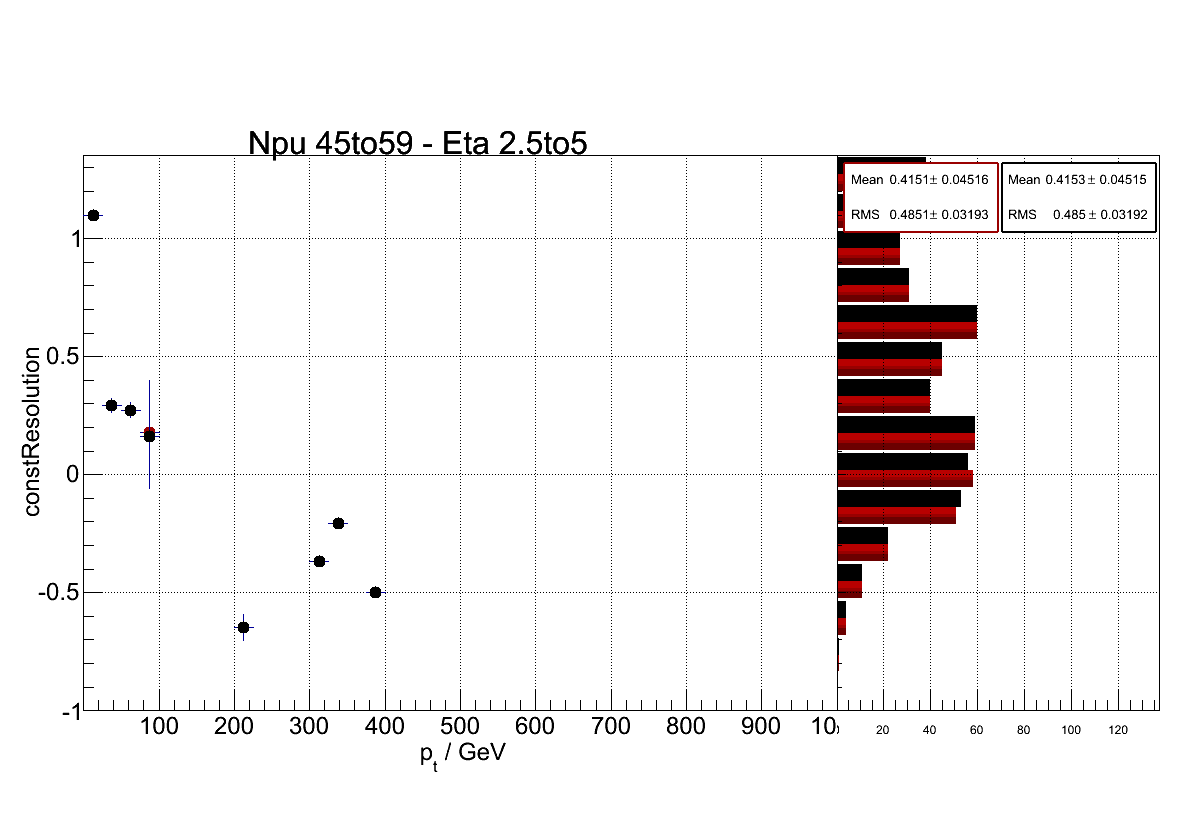 Npu 45to59 - Eta 2.5to5
Mean 0.4151± 0.04516
RMS 0.4851± 0.03193
Mean 0.4153± 0.04515
RMS 0.485± 0.03192
constResolution
1
0.5
0
-0.5
-1
100 200 300 400 500 600 700 800 900 10
20 40 60 80 100 120
p_t / GeV